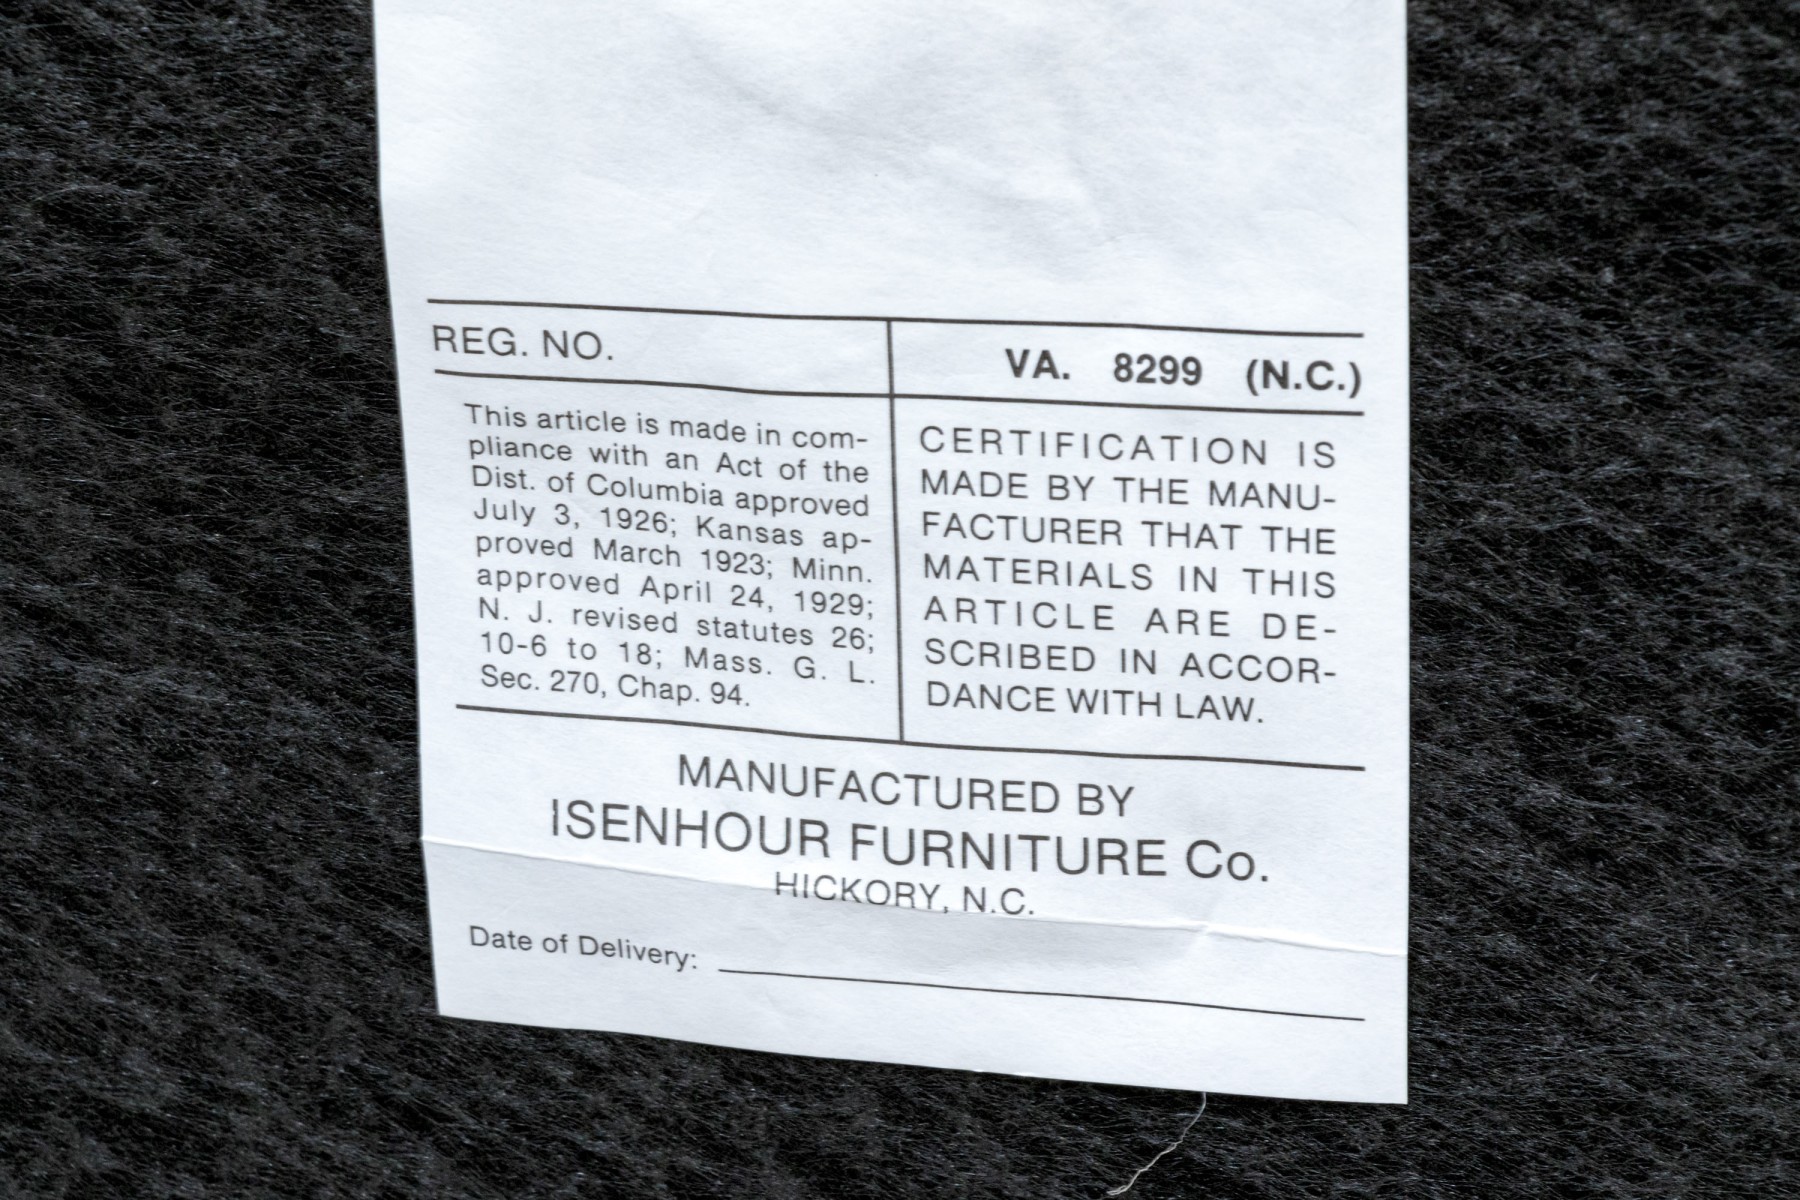 REG. NO. VA. 8299 (N.C.)
This article is made in com-
pliance with an Act of the
Dist. of Columbia approved
July 3, 1926; Kansas ap-
proved March 1923; Minn.
approved April 24, 1929;
N. J. revised statutes 26;
10-6 to 18; Mass. G. L.
Sec. 270, Chap. 94.
CERTIFICATION IS
MADE BY THE MANU-
FACTURER THAT THE
MATERIALS IN THIS
ARTICLE ARE DE-
SCRIBED IN ACCOR-
DANCE WITH LAW.
MANUFACTURED BY
ISENHOUR FURNITURE Co.
HICKORY, N.C.
Date of Delivery: